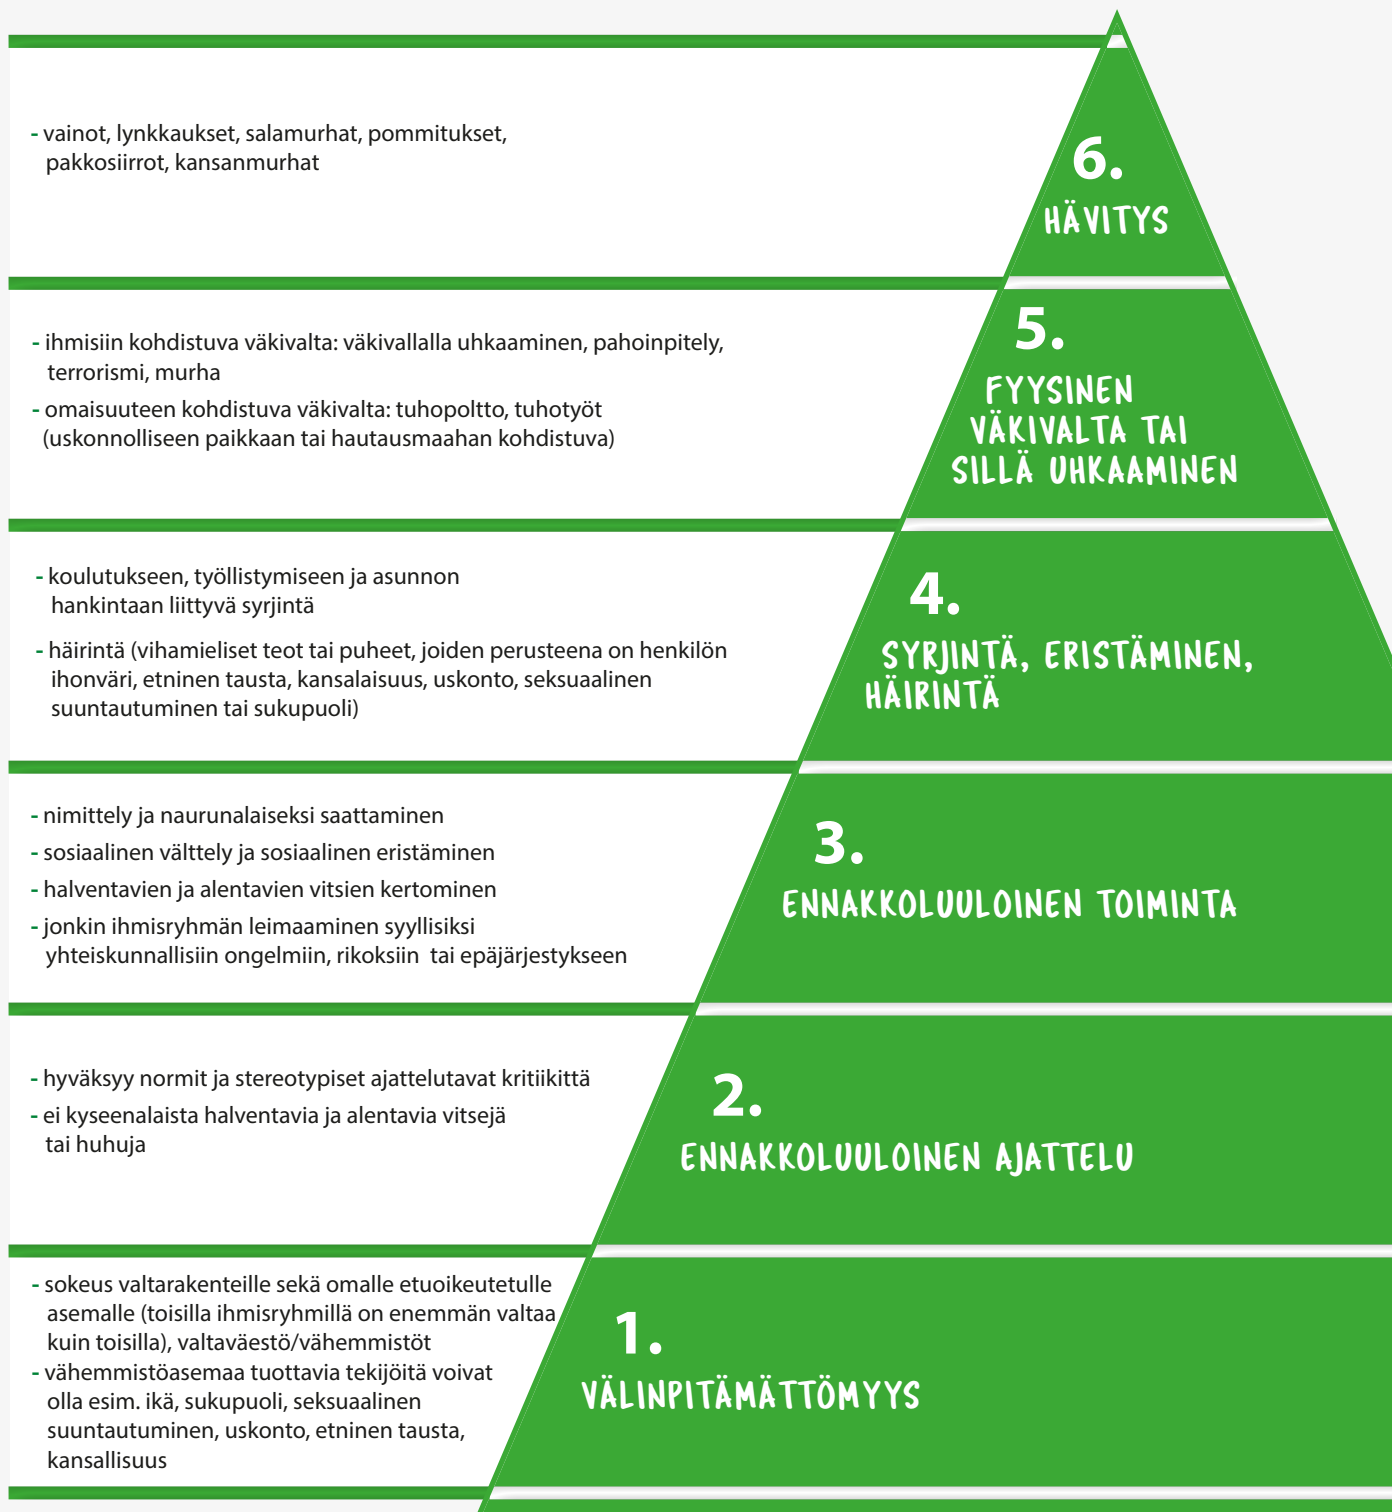 - vainot, lynkkaukset, salamurhat, pommitukset,
pakkosiirrot, kansanmurhat
6.
HÄVITYS
- ihmisiin kohdistuva väkivalta: väkivallalla uhkaaminen, pahoinpitely,
terrorismi, murha
- omaisuuteen kohdistuva väkivalta: tuhopoltto, tuhotyöt
(uskonnolliseen paikkaan tai hautausmaahan kohdistuva)
5.
FYYSINEN
VÄKIVALTA TAI
SILLÄ UHKAAMINEN
- koulutukseen, työllistymiseen ja asunnon
hankintaan liittyvä syrjintä
- häirintä (vihamieliset teot tai puheet, joiden perusteena on henkilön
ihonväri, etninen tausta, kansalaisuus, uskonto, seksuaalinen
suuntautuminen tai sukupuoli)
4.
SYRJINTÄ, ERISTÄMINEN,
HÄIRINTÄ
- nimittely ja naurunalaiseksi saattaminen
- sosiaalinen välttely ja sosiaalinen eristäminen
- halventavien ja alentavien vitsien kertominen
- jonkin ihmisryhmän leimaaminen syyllisiksi
yhteiskunnallisiin ongelmiin, rikoksiin tai epäjärjestykseen
3.
ENNAKKOLUULOINEN TOIMINTA
- hyväksyy normit ja stereotypiset ajattelutavat kritiikittä
- ei kyseenalaista halventavia ja alentavia vitsejä
tai huhuja
2.
ENNAKKOLUULOINEN AJATTELU
- sokeus valtarakenteille sekä omalle etuoikeutetulle
asemalle (toisilla ihmisryhmillä on enemmän valtaa
kuin toisilla), valtaväestö/vähemmistöt
- vähemmistöasemaa tuottavia tekijöitä voivat
olla esim. ikä, sukupuoli, seksuaalinen
suuntautuminen, uskonto, etninen tausta,
kansallisuus
1.
VÄLINPITÄMÄTTÖMYYS